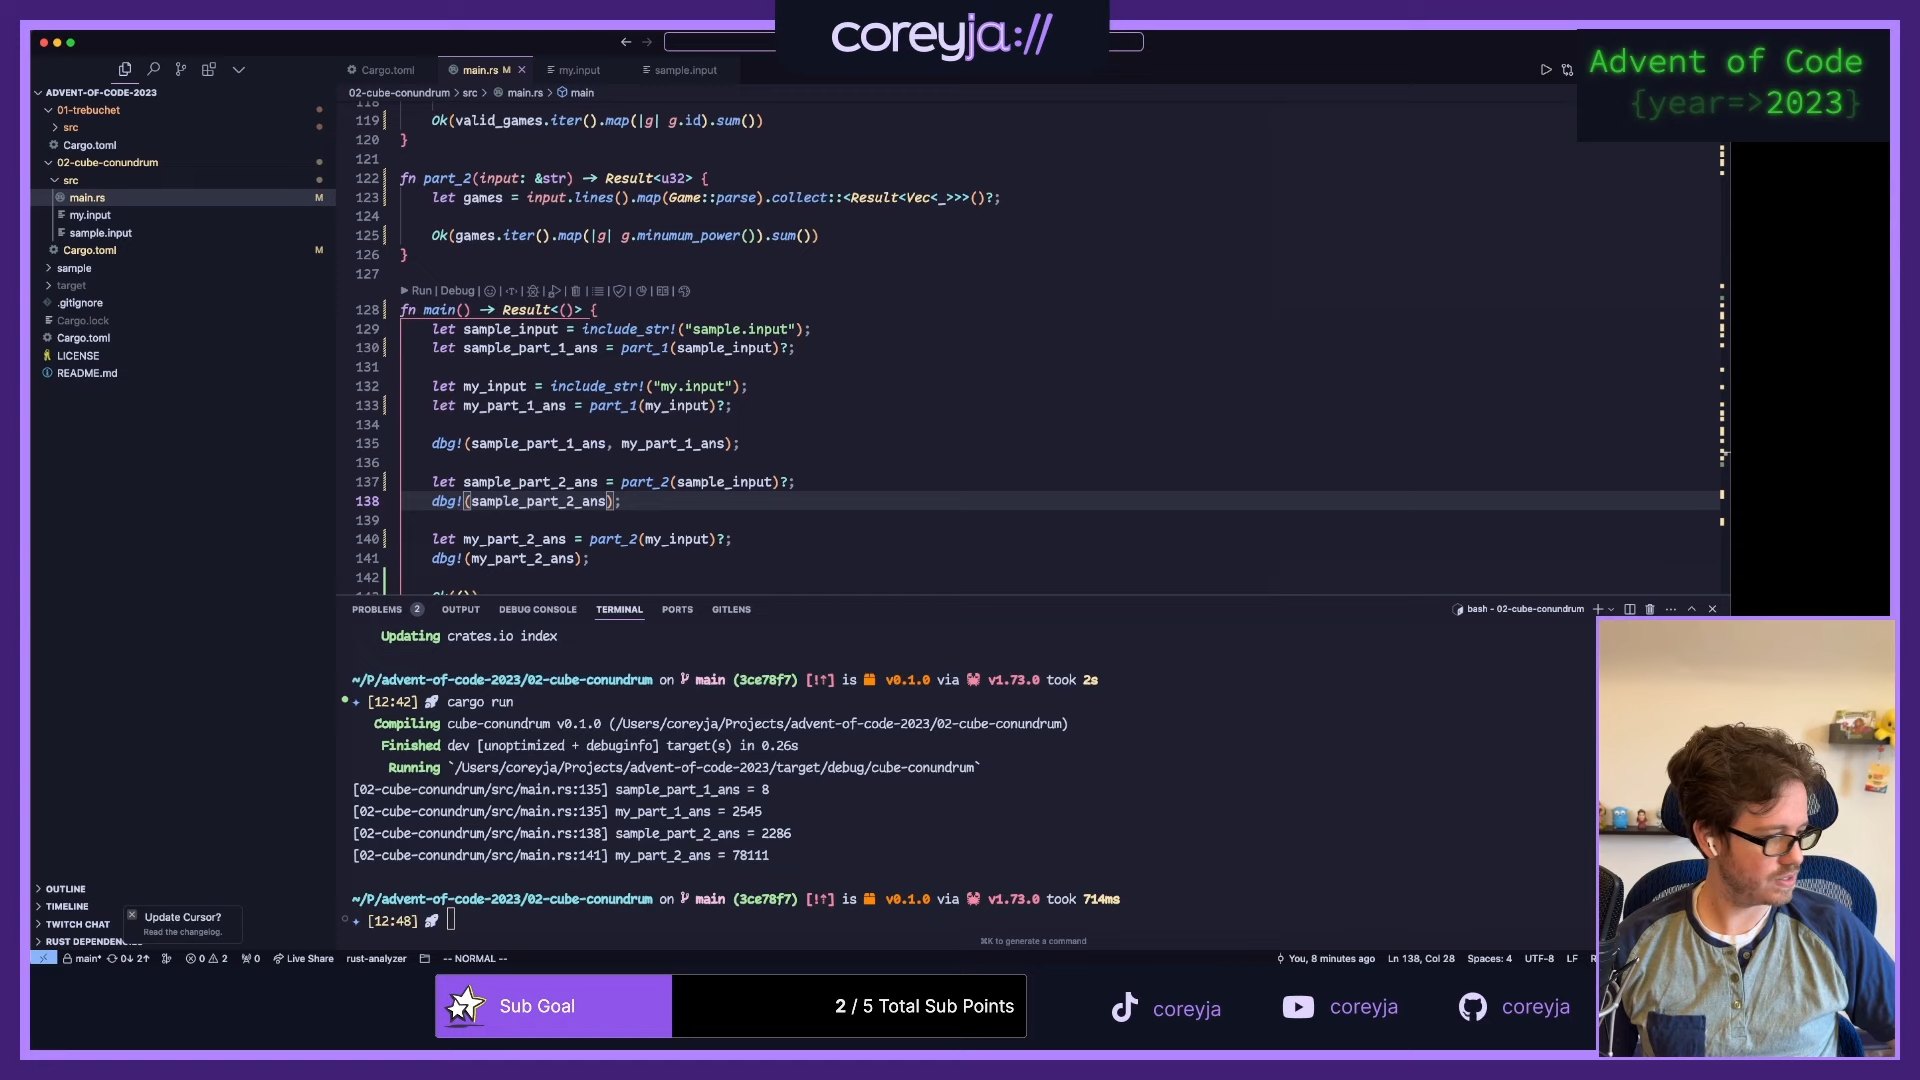 coreyja://
Advent of Code
{year=>2023}
Cargo.toml
main.rs M
my.input
sample.input
02-cube-conundrum > src > main.rs > main
ADVENT-OF-CODE-2023
01-trebuchet
src
Cargo.toml
02-cube-conundrum
src
main.rs M
my.input
sample.input
Cargo.toml M
sample
target
.gitignore
Cargo.lock
Cargo.toml
LICENSE
README.md
OUTLINE
TIMELINE
TWITCH CHAT
Update Cursor?
Read the changelog.
118
119 Ok(valid_games.iter().map(|g| g.id).sum())
120 }
121
122 fn part_2(input: &str) -> Result<u32> {
123 let games = input.lines().map(Game::parse).collect::<Result<Vec<_>>>()?;
124
125 Ok(games.iter().map(|g| g.minumum_power()).sum())
126 }
127
Run | Debug
128 fn main() -> Result<()> {
129 let sample_input = include_str!("sample.input");
130 let sample_part_1_ans = part_1(sample_input)?;
131
132 let my_input = include_str!("my.input");
133 let my_part_1_ans = part_1(my_input)?;
134
135 dbg!(sample_part_1_ans, my_part_1_ans);
136
137 let sample_part_2_ans = part_2(sample_input)?;
138 dbg!(sample_part_2_ans);
139
140 let my_part_2_ans = part_2(my_input)?;
141 dbg!(my_part_2_ans);
142
Ok(())
PROBLEMS 2 OUTPUT DEBUG CONSOLE TERMINAL PORTS GITLENS
bash - 02-cube-conundrum
Updating crates.io index
~/P/advent-of-code-2023/02-cube-conundrum on main (3ce78f7) [!↑] is v0.1.0 via v1.73.0 took 2s
[12:42] cargo run
Compiling cube-conundrum v0.1.0 (/Users/coreyja/Projects/advent-of-code-2023/02-cube-conundrum)
Finished dev [unoptimized + debuginfo] target(s) in 0.26s
Running `/Users/coreyja/Projects/advent-of-code-2023/target/debug/cube-conundrum`
[02-cube-conundrum/src/main.rs:135] sample_part_1_ans = 8
[02-cube-conundrum/src/main.rs:135] my_part_1_ans = 2545
[02-cube-conundrum/src/main.rs:138] sample_part_2_ans = 2286
[02-cube-conundrum/src/main.rs:141] my_part_2_ans = 78111
~/P/advent-of-code-2023/02-cube-conundrum on main (3ce78f7) [!↑] is v0.1.0 via v1.73.0 took 714ms
[12:48]
⌘K to generate a command
main* 0↓ 2↑ 0 2 0 Live Share rust-analyzer -- NORMAL --
You, 8 minutes ago Ln 138, Col 28 Spaces: 4 UTF-8 LF
Sub Goal
2 / 5 Total Sub Points
coreyja
coreyja
coreyja